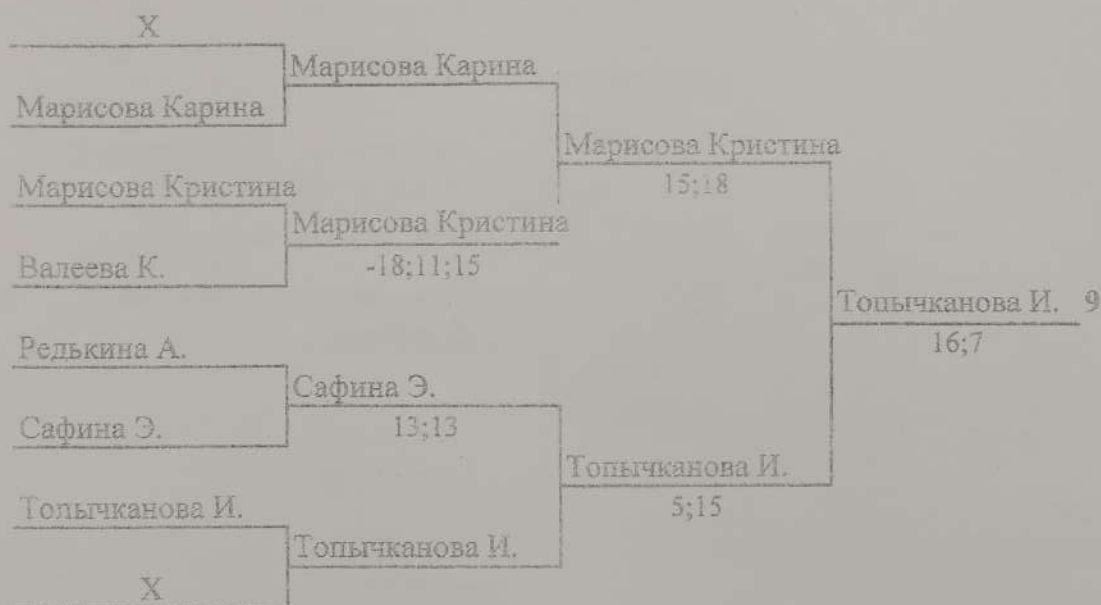 X
Марисова Карина
Марисова Карина
Марисова Кристина
15;18
Марисова Кристина
Марисова Кристина
-18;11;15
Валеева К.
Топычканова И. 9
16;7
Редькина А.
Сафина Э.
13;13
Сафина Э.
Топычканова И.
5;15
Топычканова И.
Топычканова И.
X